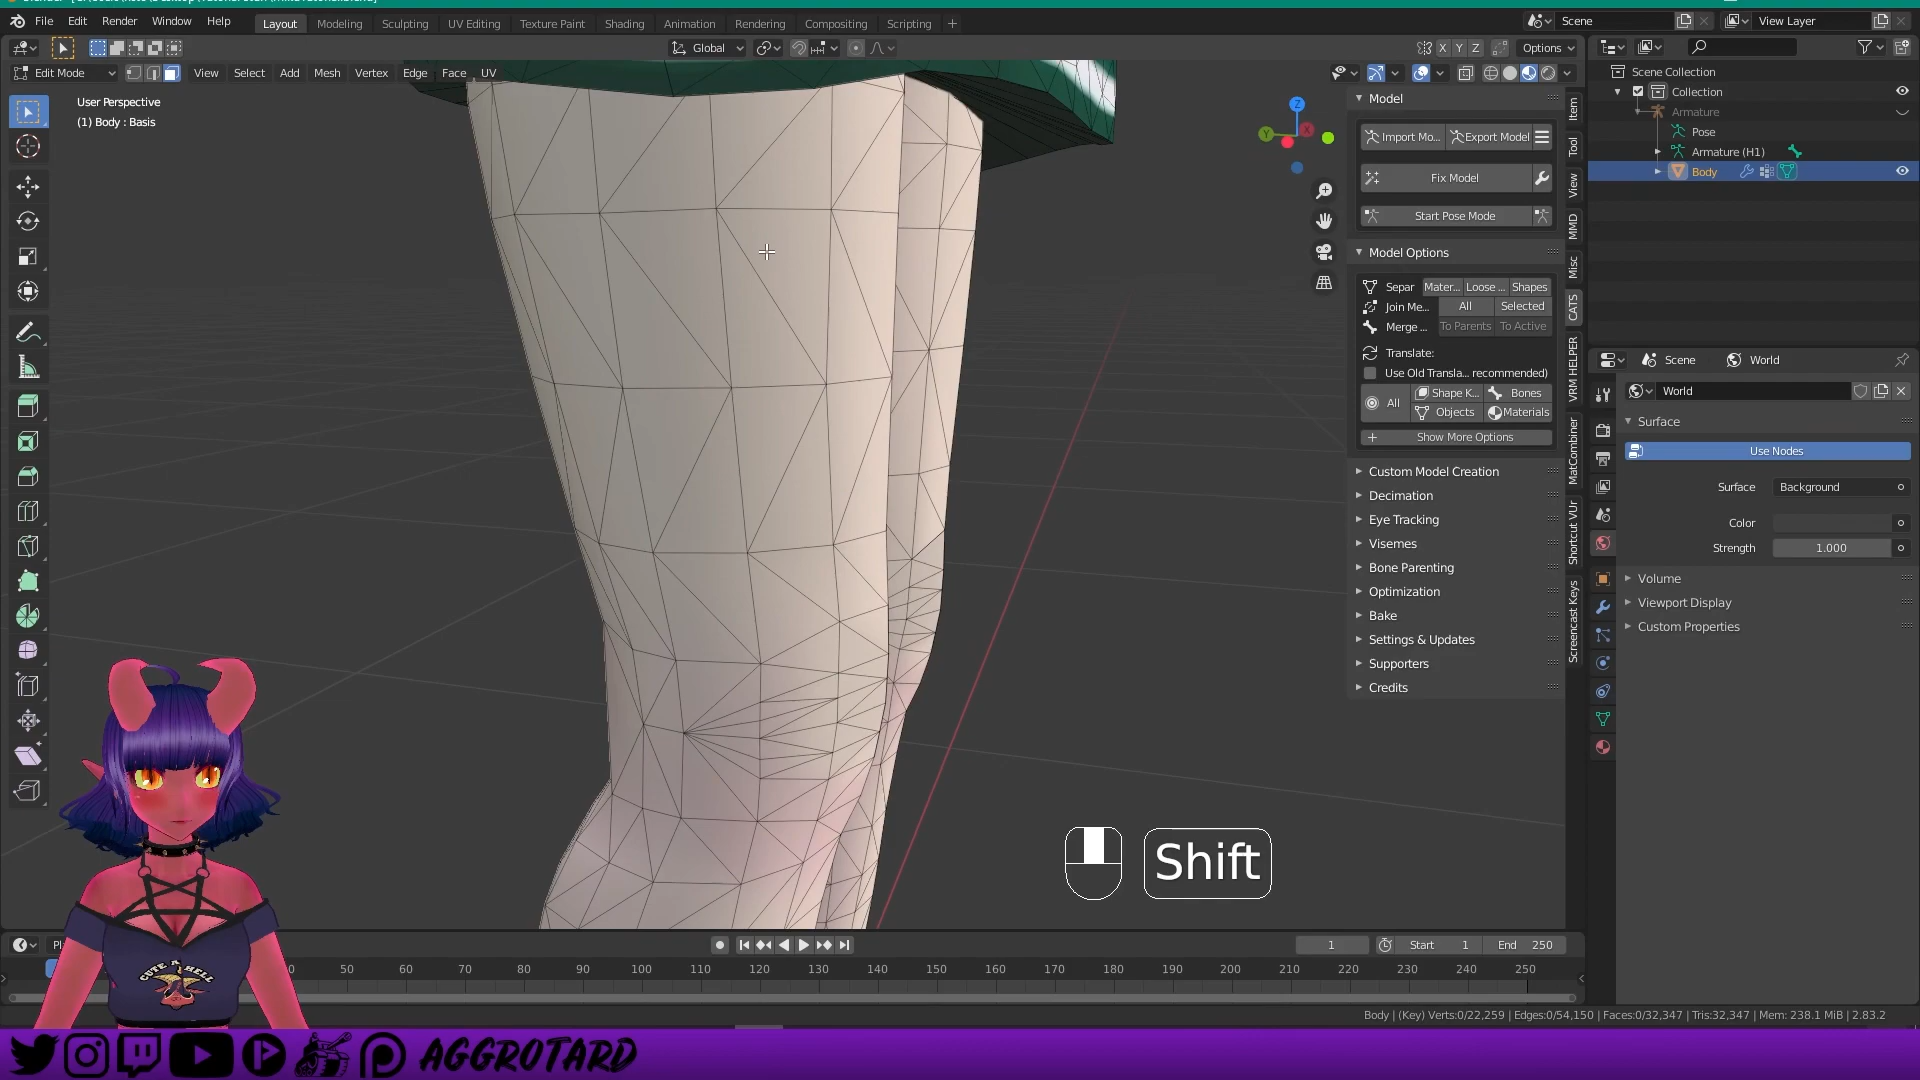 File Edit Render Window Help Layout Modeling Sculpting UV Editing Texture Paint Shading Animation Rendering Compositing Scripting + Scene View Layer
Global X Y Z Options
Edit Mode View Select Add Mesh Vertex Edge Face UV
User Perspective
(1) Body : Basis
Z
Y
X
Model
Import Mo... Export Model
Fix Model
Start Pose Mode
Model Options
Separ Mater... Loose ... Shapes
Join Me... All Selected
Merge ... To Parents To Active
Translate:
Use Old Transla... recommended)
All Shape K... Bones
Objects Materials
Show More Options
Custom Model Creation
Decimation
Eye Tracking
Visemes
Bone Parenting
Optimization
Bake
Settings & Updates
Supporters
Credits
Item
Tool
View
MMD
Misc
CATS
VRM HELPER
MatCombiner
Shortcut VUr
Screencast Keys
Scene Collection
Collection
Armature
Pose
Armature (H1)
Body
Scene World
World
Surface
Use Nodes
Surface Background
Color
Strength 1.000
Volume
Viewport Display
Custom Properties
Shift
CUTE A HELL
1 Start 1 End 250
50 60 70 80 90 100 110 120 130 140 150 160 170 180 190 200 210 220 230 240 250
Body | (Key) Verts:0/22,259 | Edges:0/54,150 | Faces:0/32,347 | Tris:32,347 | Mem: 238.1 MiB | 2.83.2
AGGROTARD